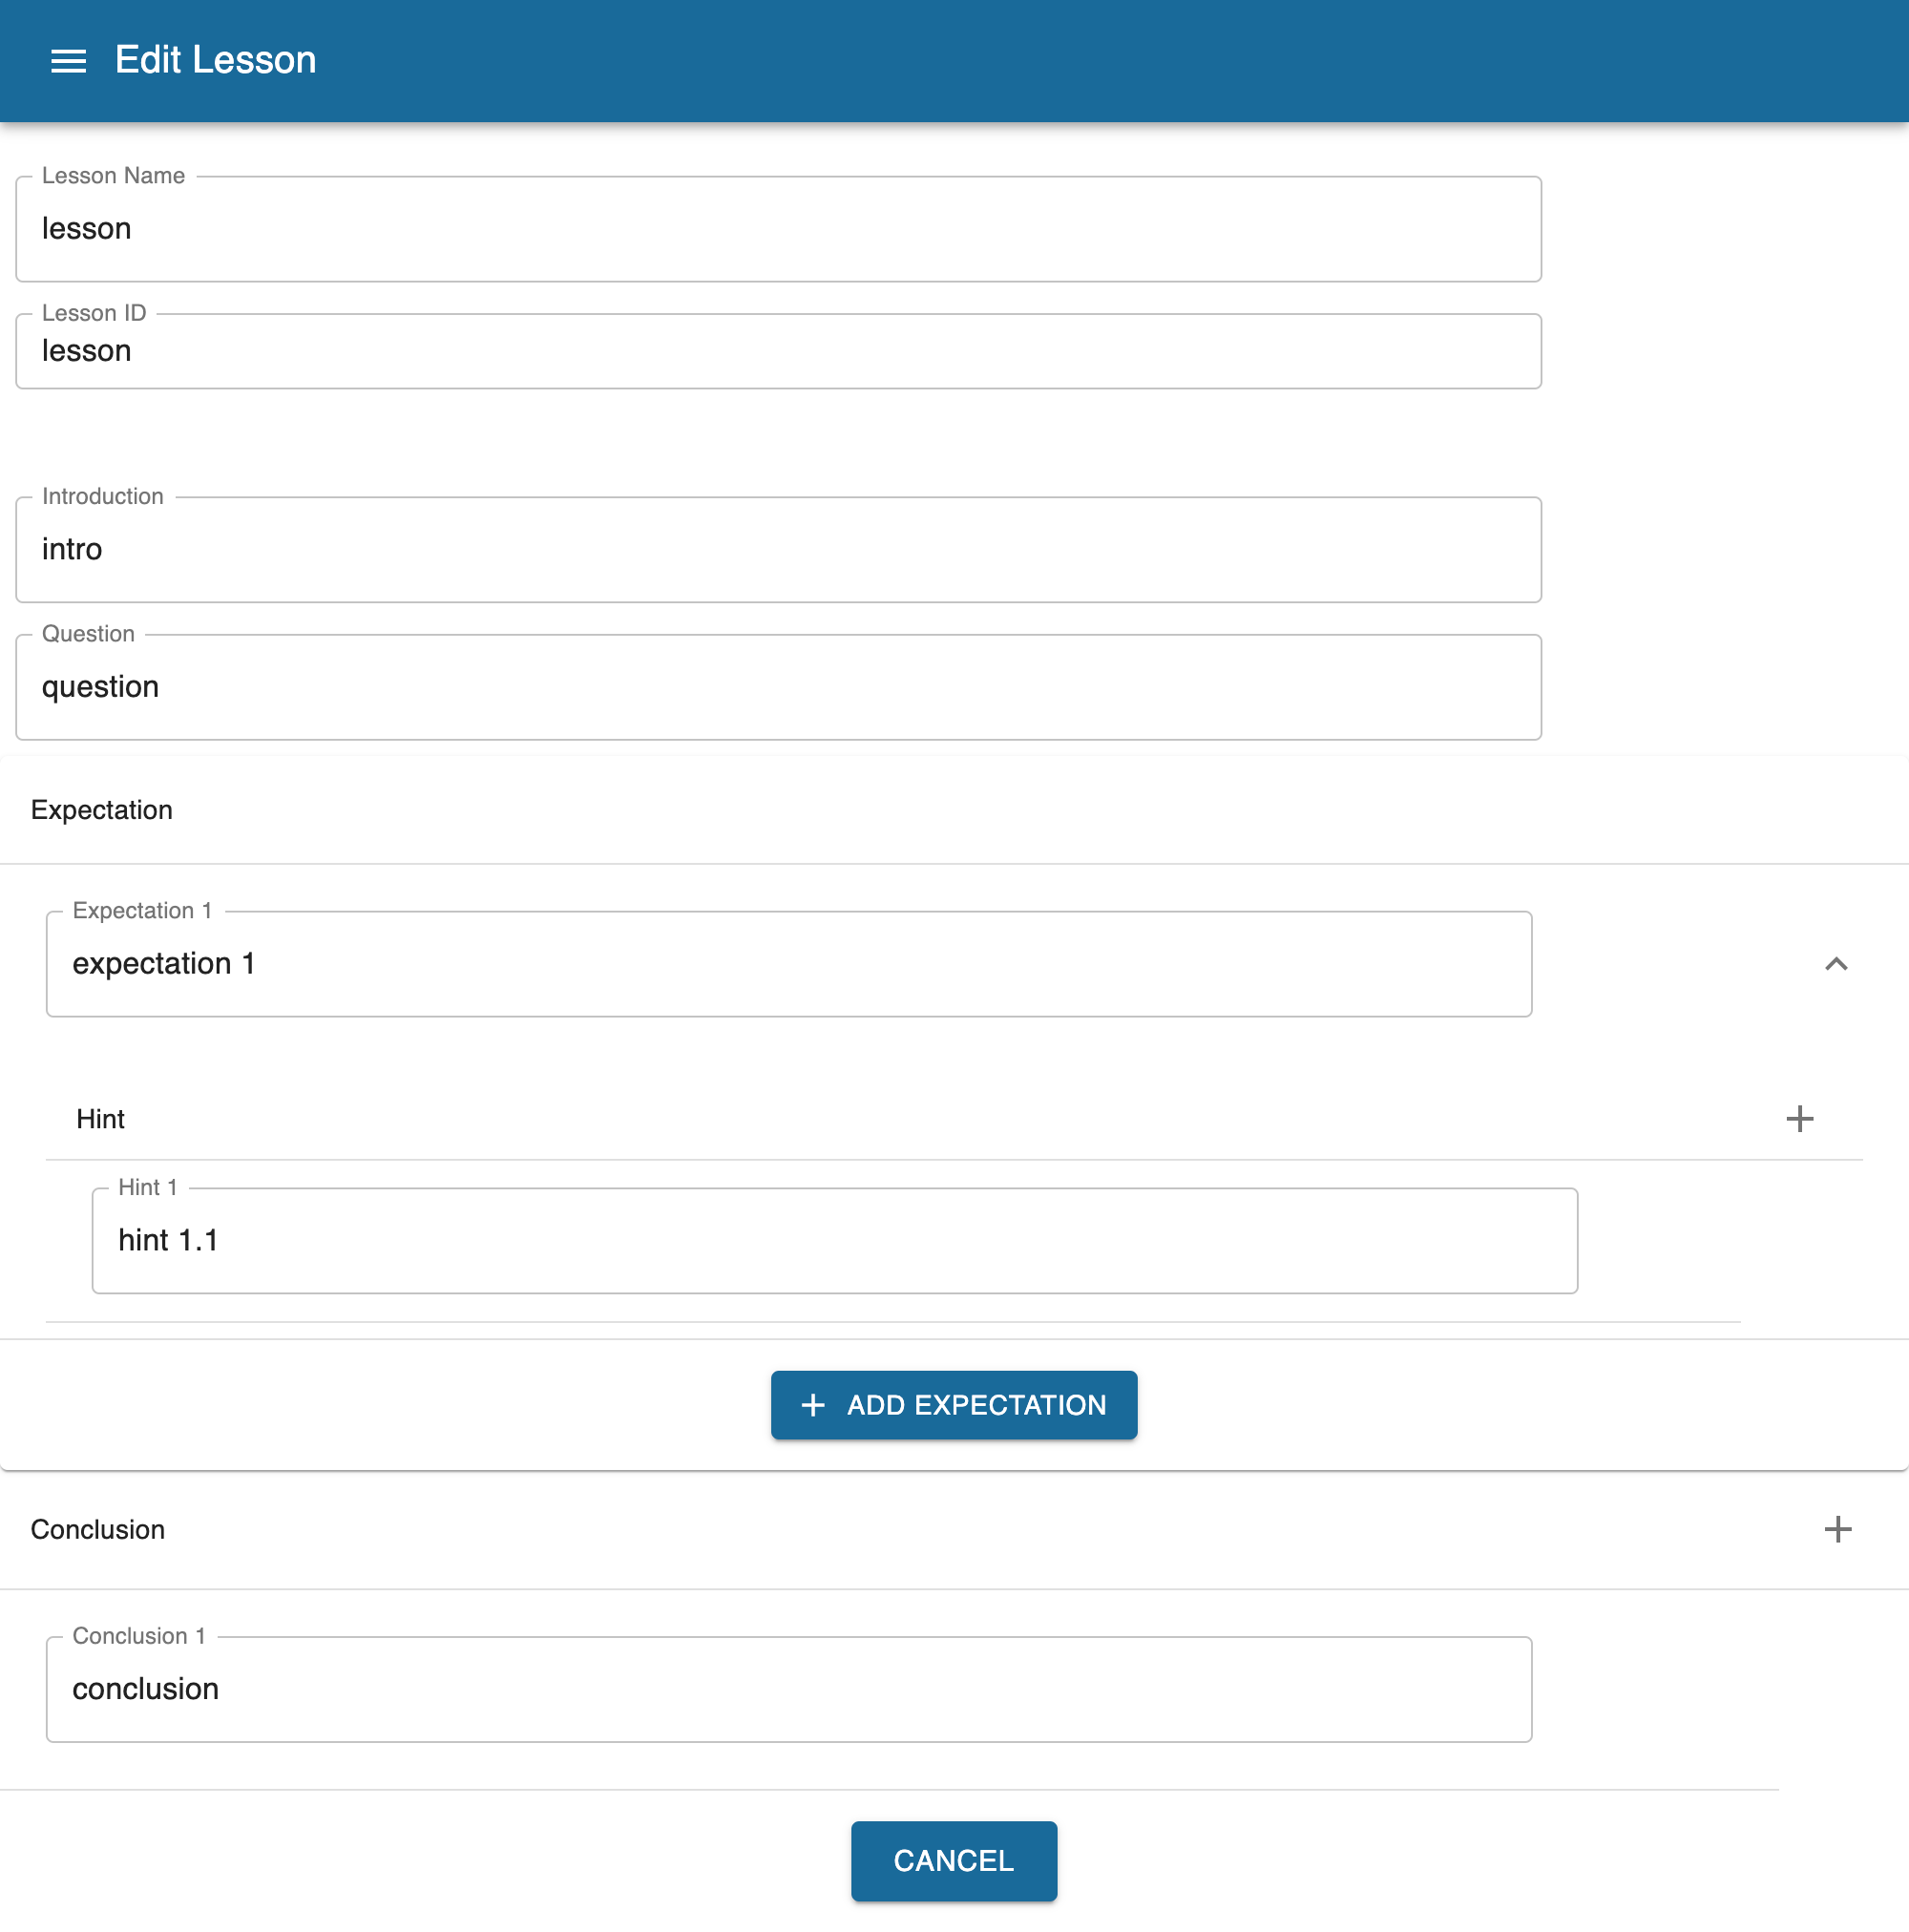 Edit Lesson
Lesson Name
lesson
Lesson ID
lesson
Introduction
intro
Question
question
Expectation
Expectation 1
expectation 1
Hint
Hint 1
hint 1.1
ADD EXPECTATION
Conclusion
Conclusion 1
conclusion
CANCEL